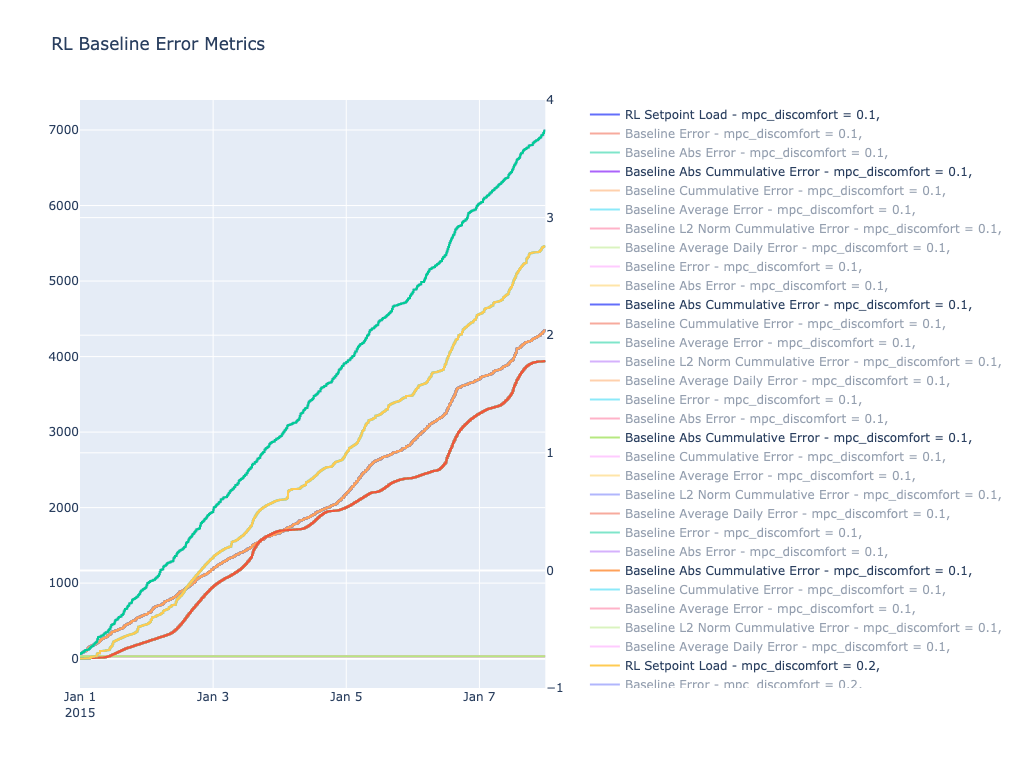 RL Baseline Error Metrics
7000
6000
5000
4000
3000
2000
1000
0
4
3
2
1
0
−1
Jan 1
2015
Jan 3
Jan 5
Jan 7
RL Setpoint Load - mpc_discomfort = 0.1,
Baseline Error - mpc_discomfort = 0.1,
Baseline Abs Error - mpc_discomfort = 0.1,
Baseline Abs Cummulative Error - mpc_discomfort = 0.1,
Baseline Cummulative Error - mpc_discomfort = 0.1,
Baseline Average Error - mpc_discomfort = 0.1,
Baseline L2 Norm Cummulative Error - mpc_discomfort = 0.1,
Baseline Average Daily Error - mpc_discomfort = 0.1,
Baseline Error - mpc_discomfort = 0.1,
Baseline Abs Error - mpc_discomfort = 0.1,
Baseline Abs Cummulative Error - mpc_discomfort = 0.1,
Baseline Cummulative Error - mpc_discomfort = 0.1,
Baseline Average Error - mpc_discomfort = 0.1,
Baseline L2 Norm Cummulative Error - mpc_discomfort = 0.1,
Baseline Average Daily Error - mpc_discomfort = 0.1,
Baseline Error - mpc_discomfort = 0.1,
Baseline Abs Error - mpc_discomfort = 0.1,
Baseline Abs Cummulative Error - mpc_discomfort = 0.1,
Baseline Cummulative Error - mpc_discomfort = 0.1,
Baseline Average Error - mpc_discomfort = 0.1,
Baseline L2 Norm Cummulative Error - mpc_discomfort = 0.1,
Baseline Average Daily Error - mpc_discomfort = 0.1,
Baseline Error - mpc_discomfort = 0.1,
Baseline Abs Error - mpc_discomfort = 0.1,
Baseline Abs Cummulative Error - mpc_discomfort = 0.1,
Baseline Cummulative Error - mpc_discomfort = 0.1,
Baseline Average Error - mpc_discomfort = 0.1,
Baseline L2 Norm Cummulative Error - mpc_discomfort = 0.1,
Baseline Average Daily Error - mpc_discomfort = 0.1,
RL Setpoint Load - mpc_discomfort = 0.2,
Baseline Error - mpc_discomfort = 0.2,